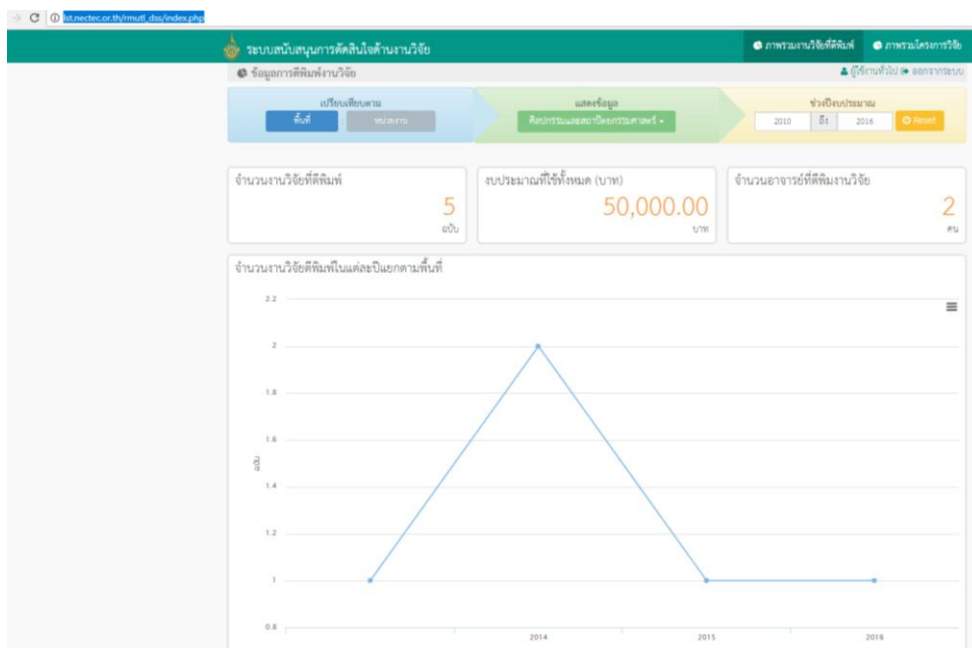 lst.nectec.or.th/rmutl_dss/index.php
ระบบสนับสนุนการตัดสินใจด้านงานวิจัย
ภาพรวมงานวิจัยที่ตีพิมพ์ ภาพรวมโครงการวิจัย
ข้อมูลการตีพิมพ์งานวิจัย
ผู้ใช้งานทั่วไป ออกจากระบบ
เปรียบเทียบตาม
พื้นที่ หน่วยงาน
แสดงข้อมูล
ศิลปกรรมและสถาปัตยกรรมศาสตร์
ช่วงปีงบประมาณ
2010 ถึง 2016 Reset
จำนวนงานวิจัยที่ตีพิมพ์
5
ฉบับ
งบประมาณที่ใช้ทั้งหมด (บาท)
50,000.00
บาท
จำนวนอาจารย์ที่ตีพิมงานวิจัย
2
คน
จำนวนงานวิจัยตีพิมพ์ในแต่ละปีแยกตามพื้นที่
2.2
2
1.8
1.6
ฉบับ
1.4
1.2
1
0.8
2014 2015 2016